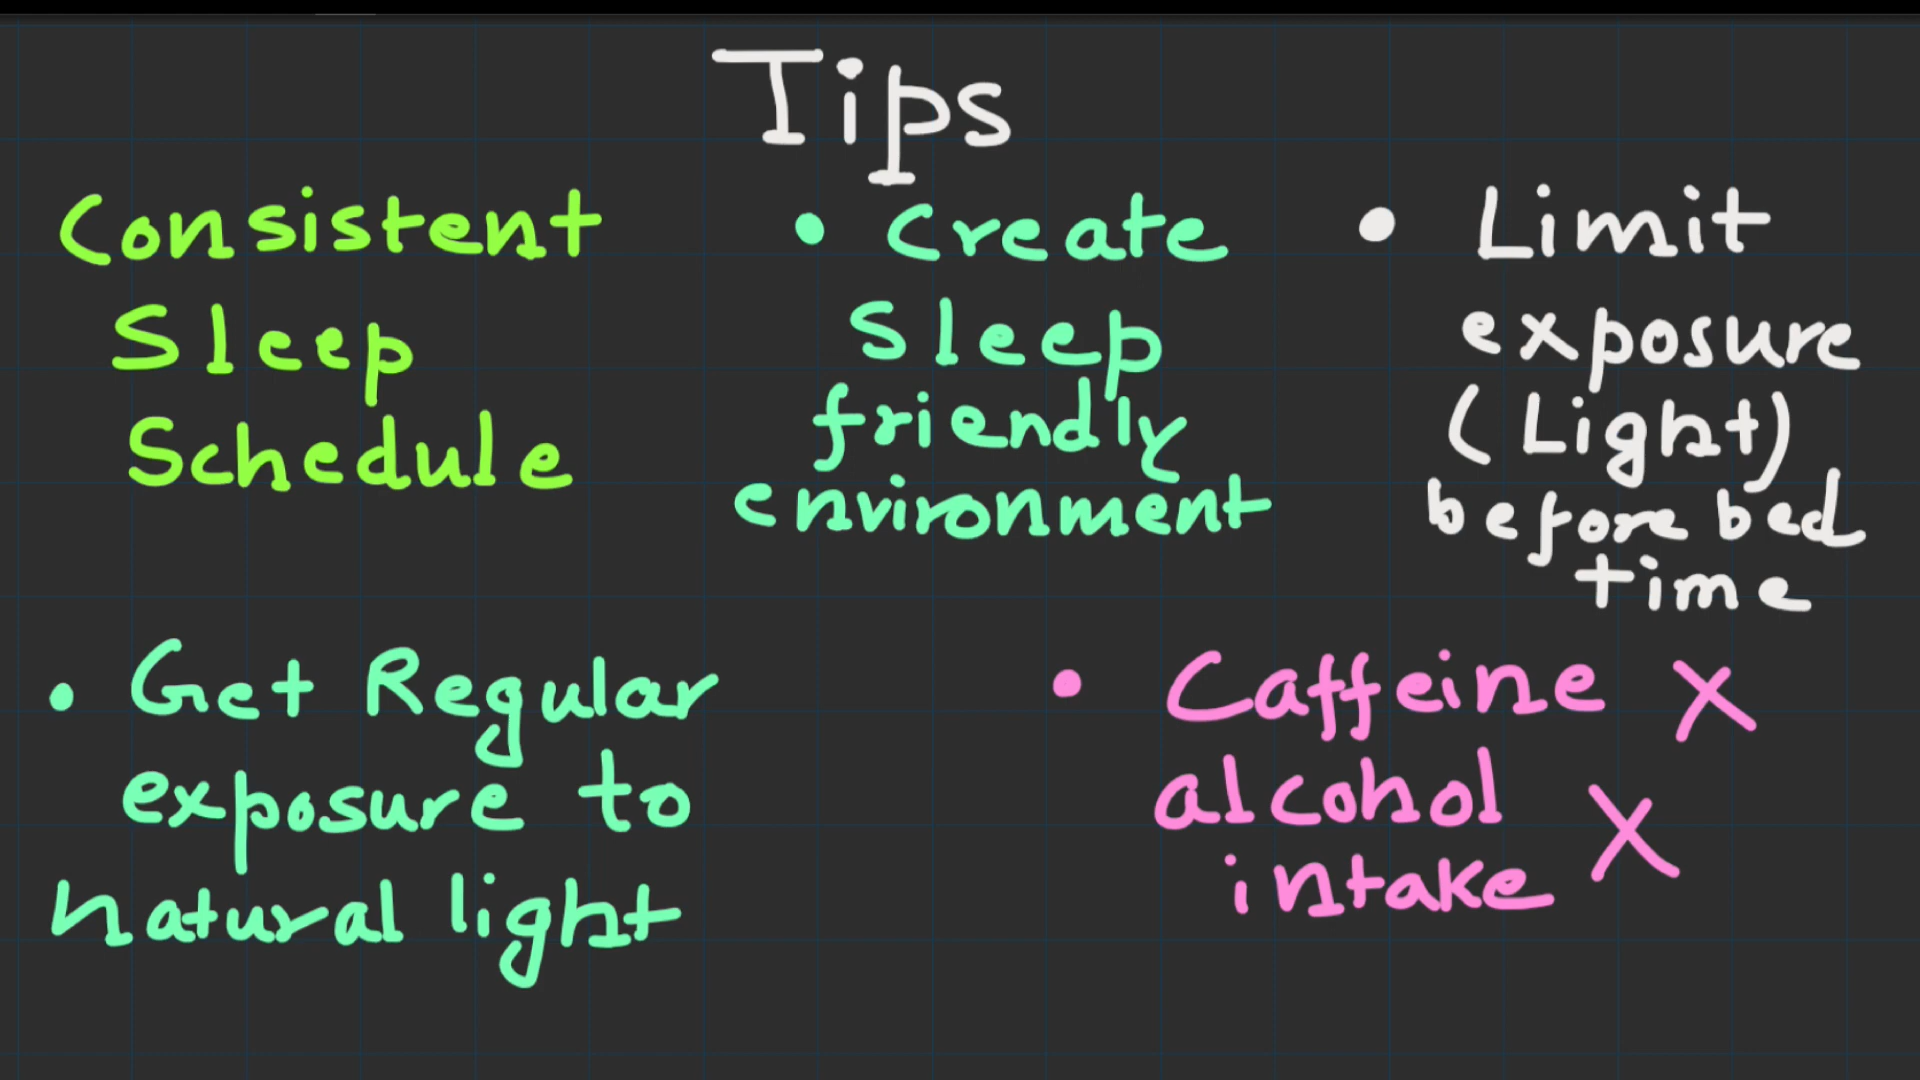 Tips
Consistent
Sleep
Schedule
• Create
Sleep
friendly
environment
• Limit
exposure
(Light)
before bed
time
• Get Regular
exposure to
natural light
• Caffeine X
alcohol X
intake